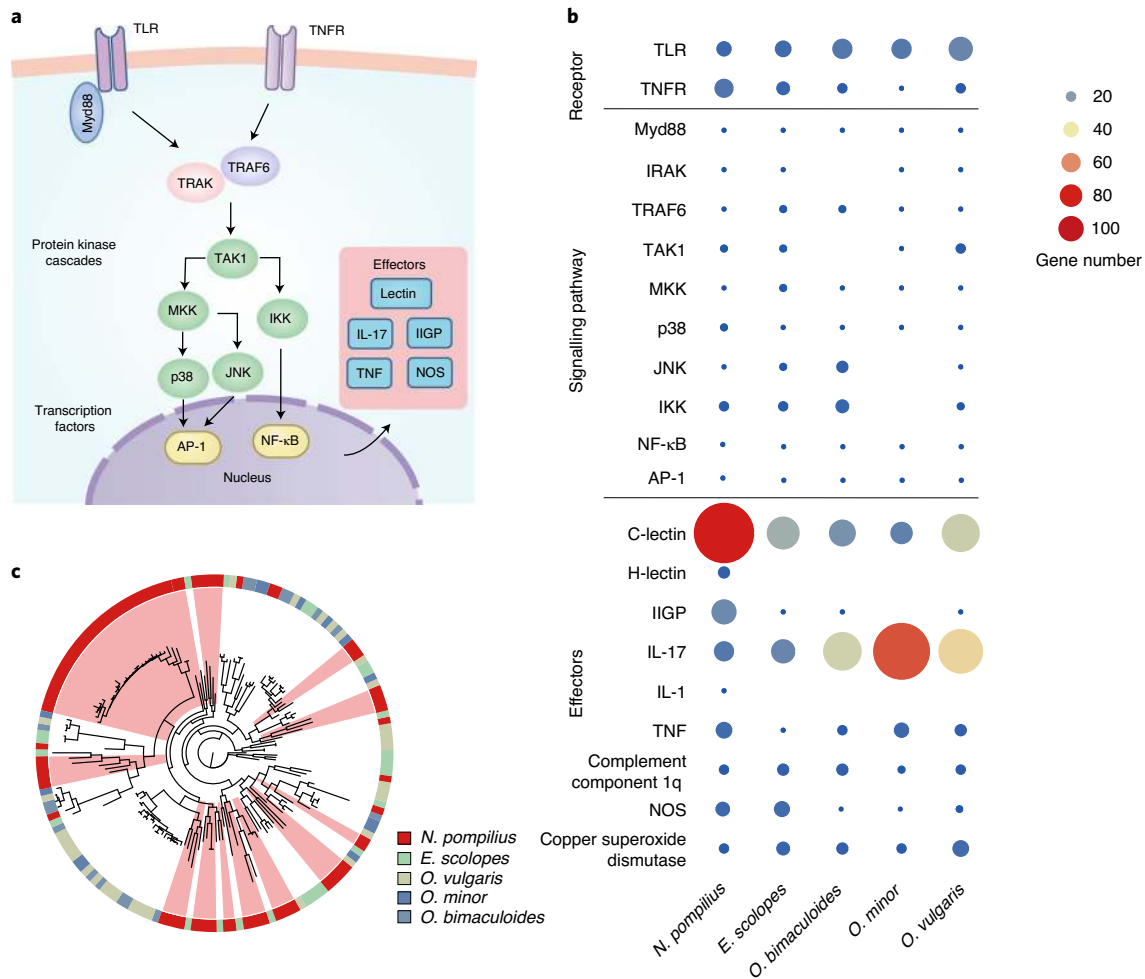 a
TLR
TNFR
Myd88
TRAF6
TRAK
Protein kinase
cascades
TAK1
MKK
IKK
p38
JNK
Transcription
factors
AP-1
NF-κB
Nucleus
Effectors
Lectin
IL-17
IIGP
TNF
NOS
b
Receptor
TLR
TNFR
Signalling pathway
Myd88
IRAK
TRAF6
TAK1
MKK
p38
JNK
IKK
NF-κB
AP-1
Effectors
C-lectin
H-lectin
IIGP
IL-17
IL-1
TNF
Complement
component 1q
NOS
Copper superoxide
dismutase
N. pompilius
E. scolopes
O. bimaculoides
O. minor
O. vulgaris
20
40
60
80
100
Gene number
c
N. pompilius
E. scolopes
O. vulgaris
O. minor
O. bimaculoides